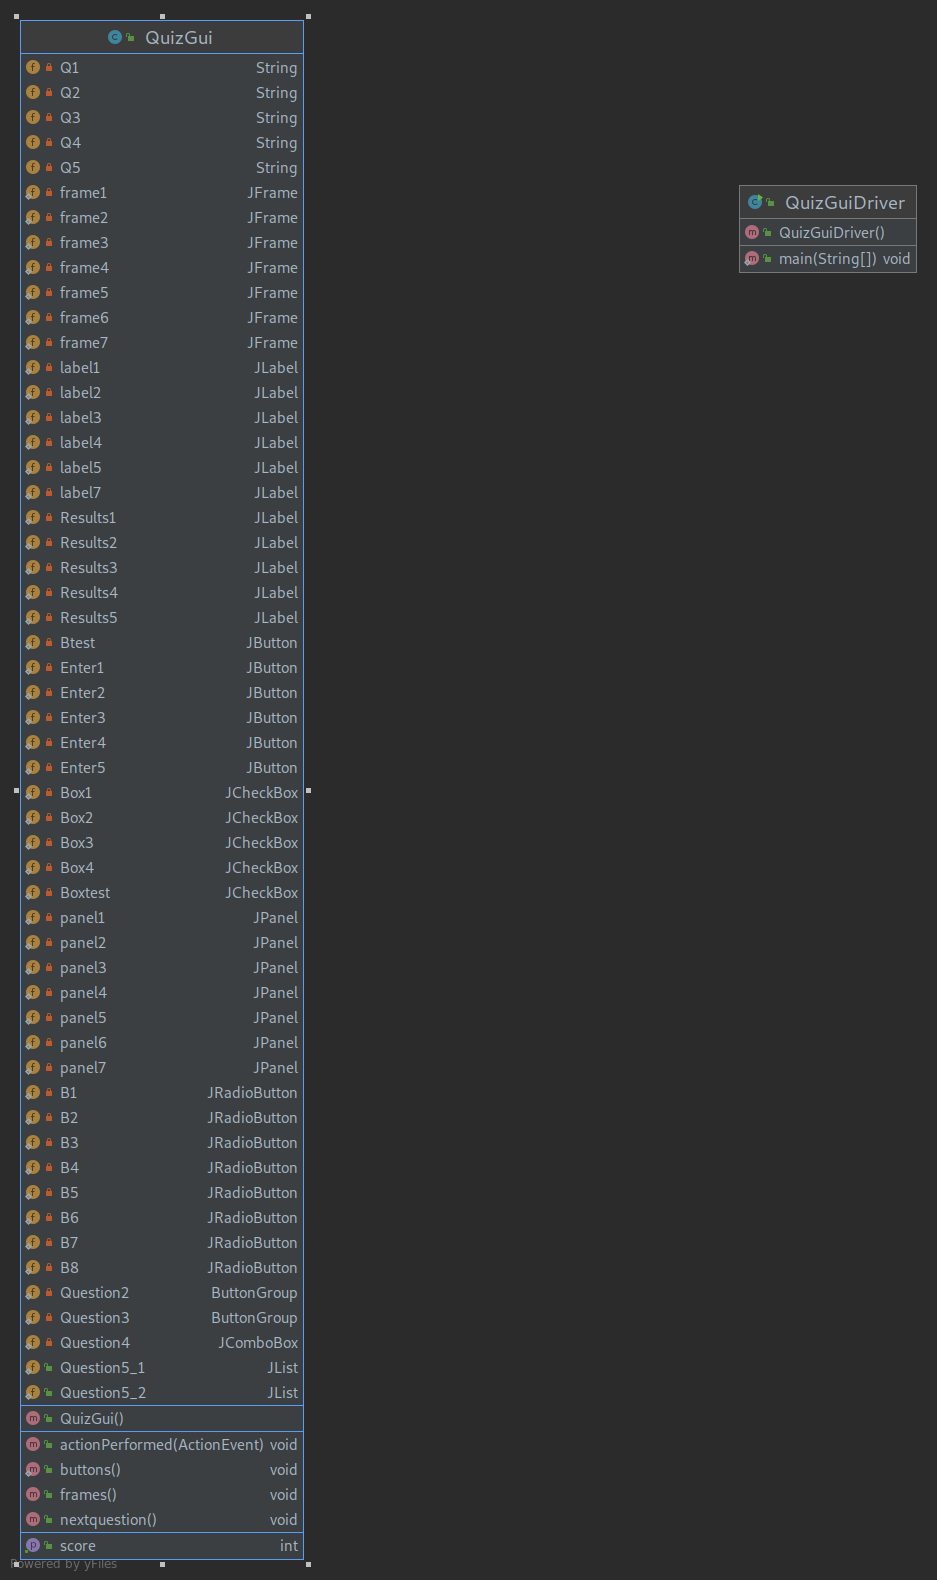 QuizGui
Q1 String
Q2 String
Q3 String
Q4 String
Q5 String
frame1 JFrame
frame2 JFrame
frame3 JFrame
frame4 JFrame
frame5 JFrame
frame6 JFrame
frame7 JFrame
label1 JLabel
label2 JLabel
label3 JLabel
label4 JLabel
label5 JLabel
label7 JLabel
Results1 JLabel
Results2 JLabel
Results3 JLabel
Results4 JLabel
Results5 JLabel
Btest JButton
Enter1 JButton
Enter2 JButton
Enter3 JButton
Enter4 JButton
Enter5 JButton
Box1 JCheckBox
Box2 JCheckBox
Box3 JCheckBox
Box4 JCheckBox
Boxtest JCheckBox
panel1 JPanel
panel2 JPanel
panel3 JPanel
panel4 JPanel
panel5 JPanel
panel6 JPanel
panel7 JPanel
B1 JRadioButton
B2 JRadioButton
B3 JRadioButton
B4 JRadioButton
B5 JRadioButton
B6 JRadioButton
B7 JRadioButton
B8 JRadioButton
Question2 ButtonGroup
Question3 ButtonGroup
Question4 JComboBox
Question5_1 JList
Question5_2 JList
QuizGui()
actionPerformed(ActionEvent) void
buttons() void
frames() void
nextquestion() void
score int
Powered by yFiles
QuizGuiDriver
QuizGuiDriver()
main(String[]) void